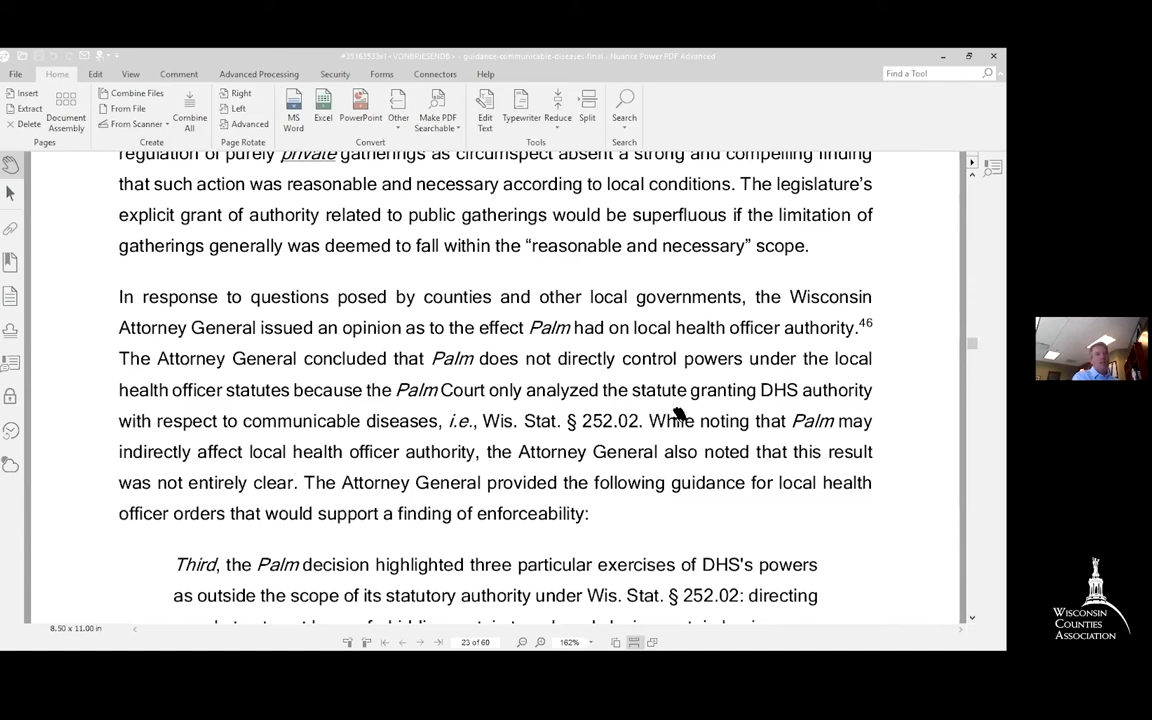 #35163533v1 - VONBRIESENDB - - guidance-communicable-diseases-final - Nuance Power PDF Advanced
File Home Edit View Comment Advanced Processing Security Forms Connectors Help
Find a Tool
Insert
Extract
Delete
Document Assembly
Pages
Combine Files
From File
From Scanner
Combine All
Create
Right
Left
Advanced
Page Rotate
MS Word
Excel
PowerPoint
Other
Make PDF Searchable
Convert
Edit Text
Typewriter
Reduce
Split
Tools
Search
Search
regulation of purely private gatherings as circumspect absent a strong and compelling finding
that such action was reasonable and necessary according to local conditions. The legislature's
explicit grant of authority related to public gatherings would be superfluous if the limitation of
gatherings generally was deemed to fall within the “reasonable and necessary” scope.
In response to questions posed by counties and other local governments, the Wisconsin
Attorney General issued an opinion as to the effect Palm had on local health officer authority.46
The Attorney General concluded that Palm does not directly control powers under the local
health officer statutes because the Palm Court only analyzed the statute granting DHS authority
with respect to communicable diseases, i.e., Wis. Stat. § 252.02. While noting that Palm may
indirectly affect local health officer authority, the Attorney General also noted that this result
was not entirely clear. The Attorney General provided the following guidance for local health
officer orders that would support a finding of enforceability:
Third, the Palm decision highlighted three particular exercises of DHS's powers
as outside the scope of its statutory authority under Wis. Stat. § 252.02: directing
8.50 x 11.00 in
23 of 60
162%
WISCONSIN
COUNTIES
ASSOCIATION